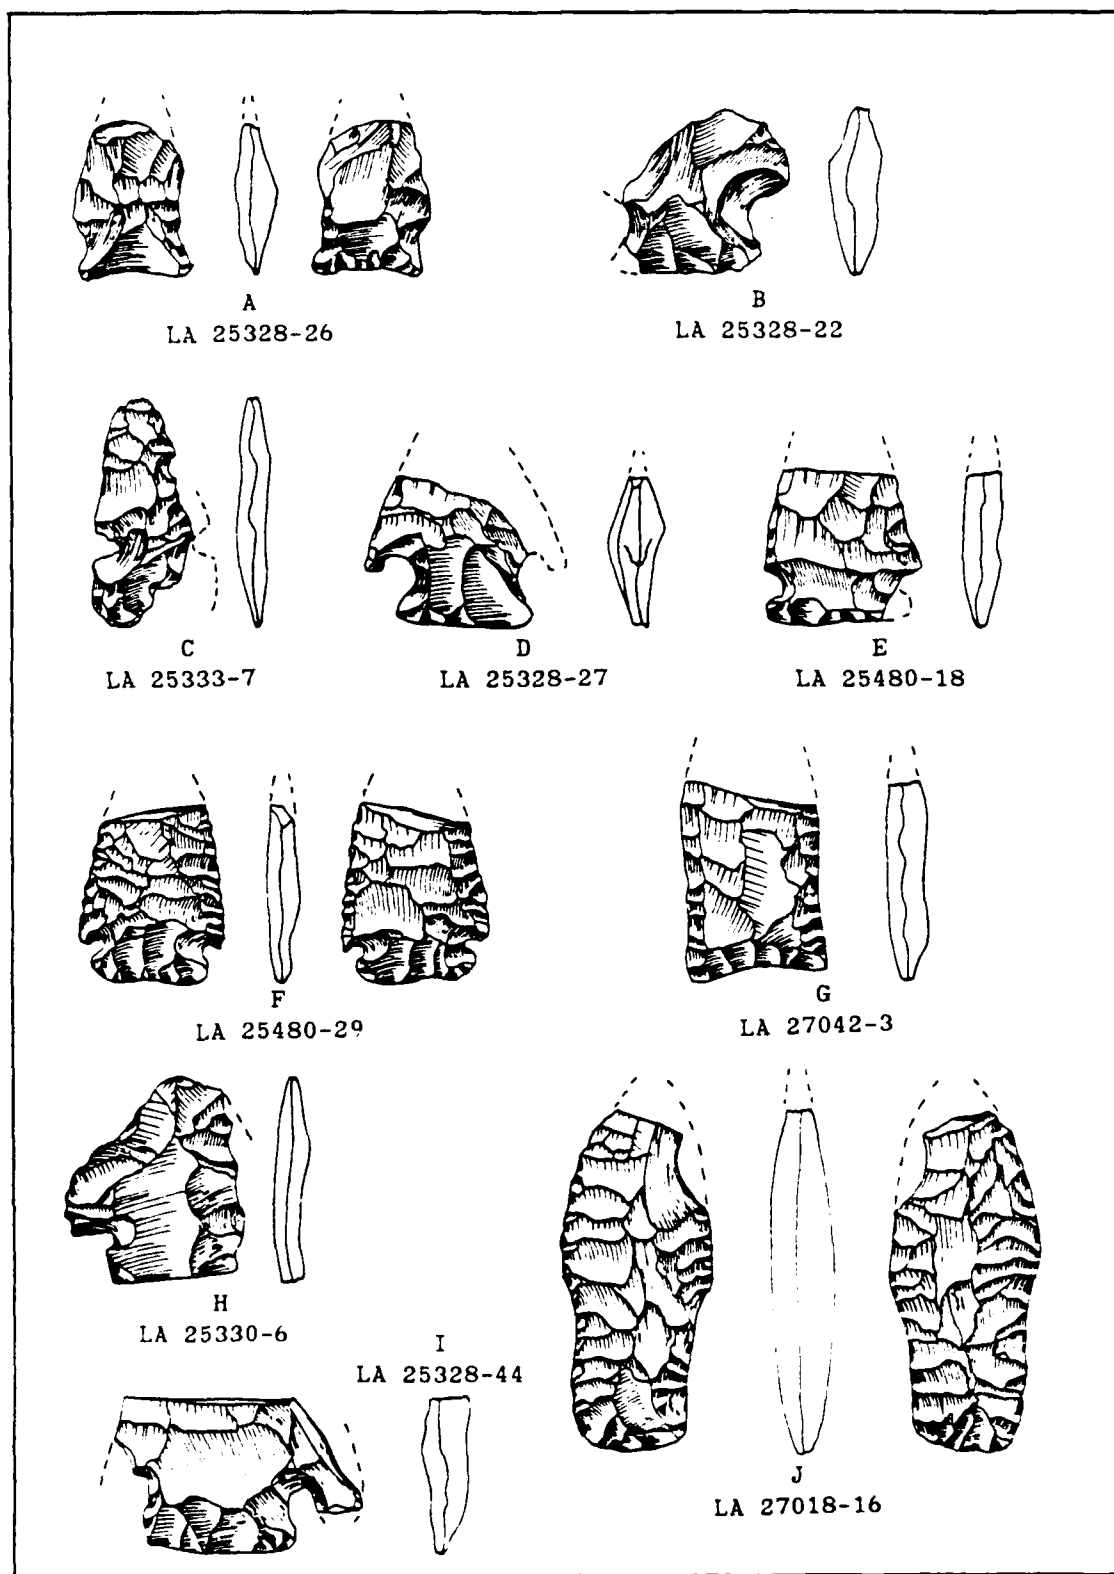 A
LA 25328-26
B
LA 25328-22
C
LA 25333-7
D
LA 25328-27
E
LA 25480-18
F
LA 25480-29
G
LA 27042-3
H
LA 25330-6
I
LA 25328-44
J
LA 27018-16